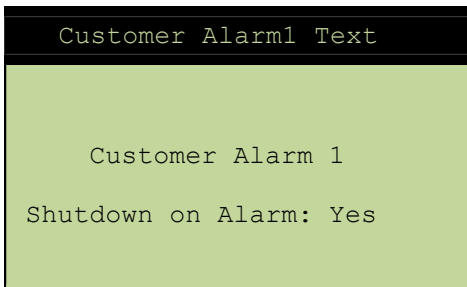 Customer Alarm1 Text
Customer Alarm 1
Shutdown on Alarm: Yes